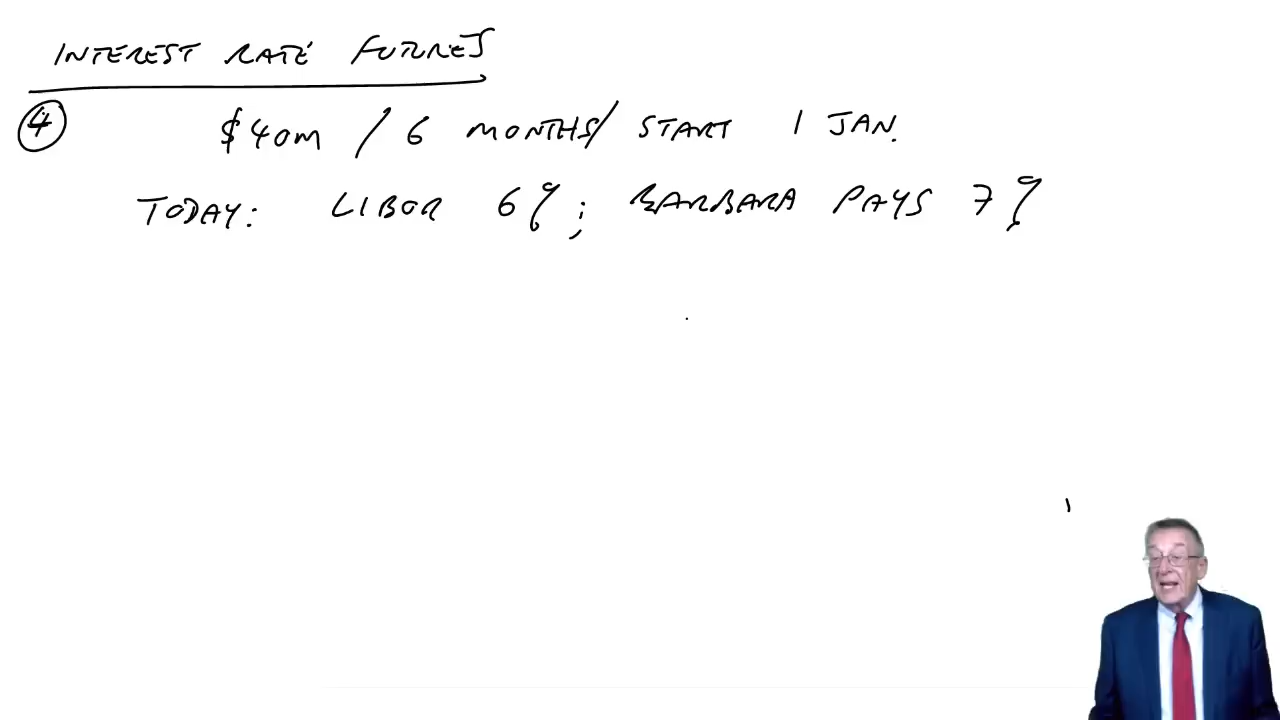 INTEREST RATE FUTURES
④ $40M / 6 MONTHS / START 1 JAN.
TODAY: LIBOR 6%; BARBARA PAYS 7%